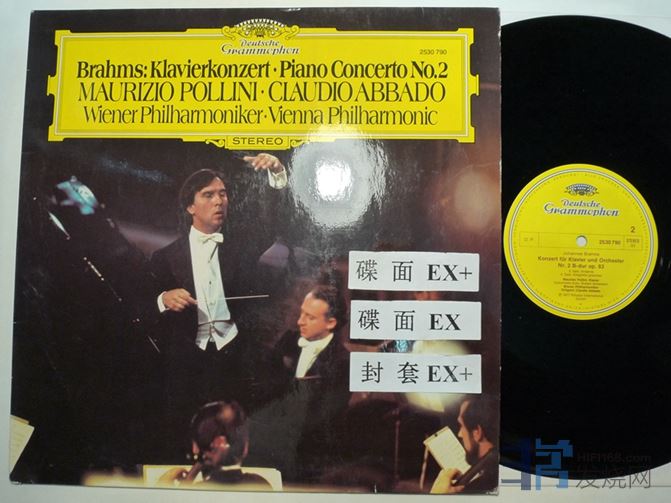 Deutsche
Grammophon
2530 790
Brahms: Klavierkonzert · Piano Concerto No.2
MAURIZIO POLLINI · CLAUDIO ABBADO
Wiener Philharmoniker · Vienna Philharmonic
STEREO
碟面 EX+
碟面 EX
封套 EX+
Deutsche
Grammophon
2
2530 790
Johannes Brahms
Konzert für Klavier und Orchester
Nr. 2 B-dur op. 83
HIFI168.com
发烧网